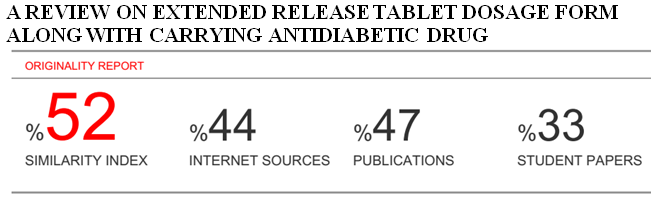 A REVIEW ON EXTENDED RELEASE TABLET DOSAGE FORM
ALONG WITH CARRYING ANTIDIABETIC DRUG
ORIGINALITY REPORT
%52 %44 %47 %33
SIMILARITY INDEX INTERNET SOURCES PUBLICATIONS STUDENT PAPERS